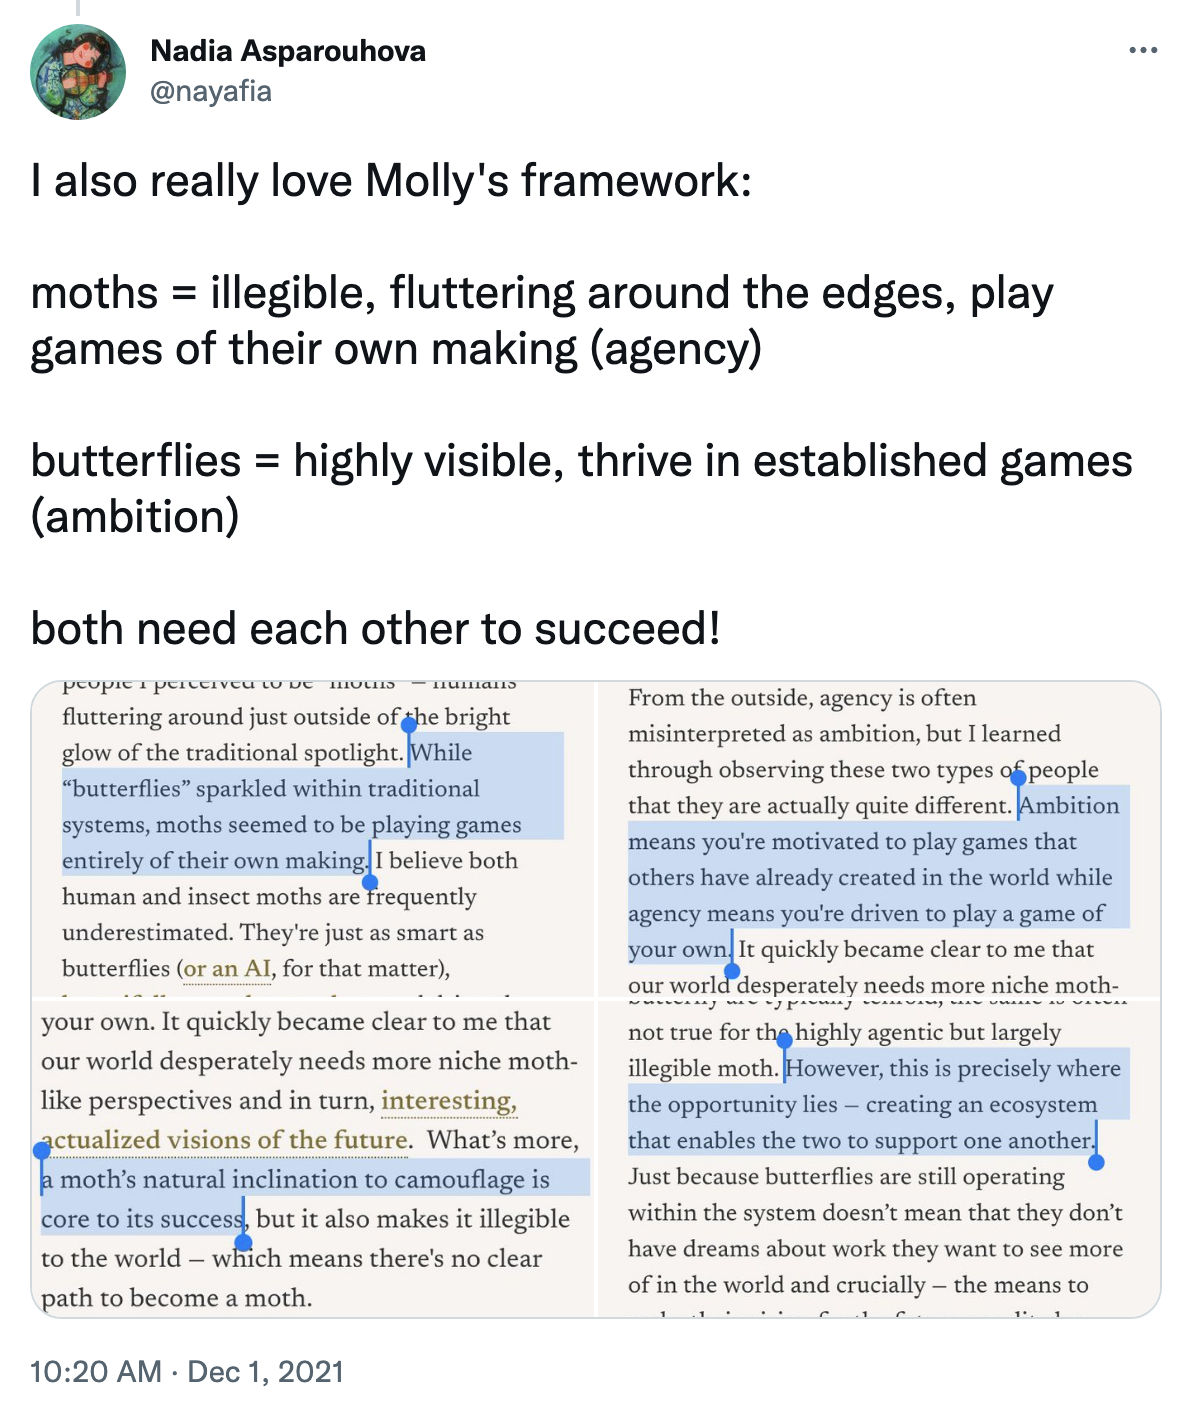 Nadia Asparouhova
@nayafia
I also really love Molly's framework:
moths = illegible, fluttering around the edges, play
games of their own making (agency)
butterflies = highly visible, thrive in established games
(ambition)
both need each other to succeed!
people I perceived to be "moths" — humans
fluttering around just outside of the bright
glow of the traditional spotlight. While
“butterflies” sparkled within traditional
systems, moths seemed to be playing games
entirely of their own making. I believe both
human and insect moths are frequently
underestimated. They're just as smart as
butterflies (or an AI, for that matter),
From the outside, agency is often
misinterpreted as ambition, but I learned
through observing these two types of people
that they are actually quite different. Ambition
means you're motivated to play games that
others have already created in the world while
agency means you're driven to play a game of
your own. It quickly became clear to me that
our world desperately needs more niche moth-
your own. It quickly became clear to me that
our world desperately needs more niche moth-
like perspectives and in turn, interesting,
actualized visions of the future. What’s more,
a moth’s natural inclination to camouflage is
core to its success, but it also makes it illegible
to the world – which means there's no clear
path to become a moth.
butterfly are typically tenfold, the same is often
not true for the highly agentic but largely
illegible moth. However, this is precisely where
the opportunity lies – creating an ecosystem
that enables the two to support one another.
Just because butterflies are still operating
within the system doesn’t mean that they don’t
have dreams about work they want to see more
of in the world and crucially – the means to
10:20 AM · Dec 1, 2021